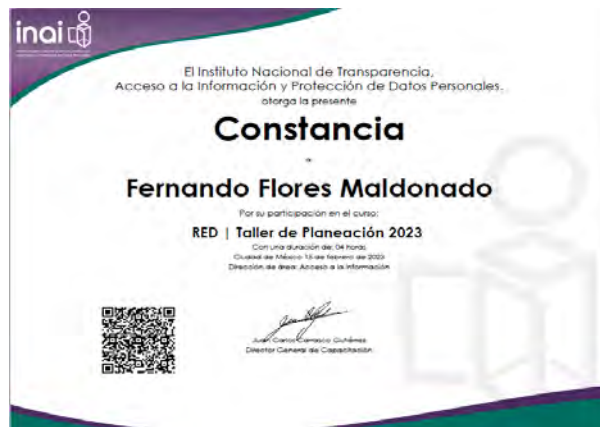 inai
El Instituto Nacional de Transparencia,
Acceso a la Información y Protección de Datos Personales.
otorga la presente
Constancia
a
Fernando Flores Maldonado
Por su participación en el curso:
RED | Taller de Planeación 2023
Con una duración de: 04 horas
Ciudad de México 15 de febrero de 2023
Dirección de área: Acceso a la Información
Juan Carlos Carrasco Gutiérrez
Director General de Capacitación